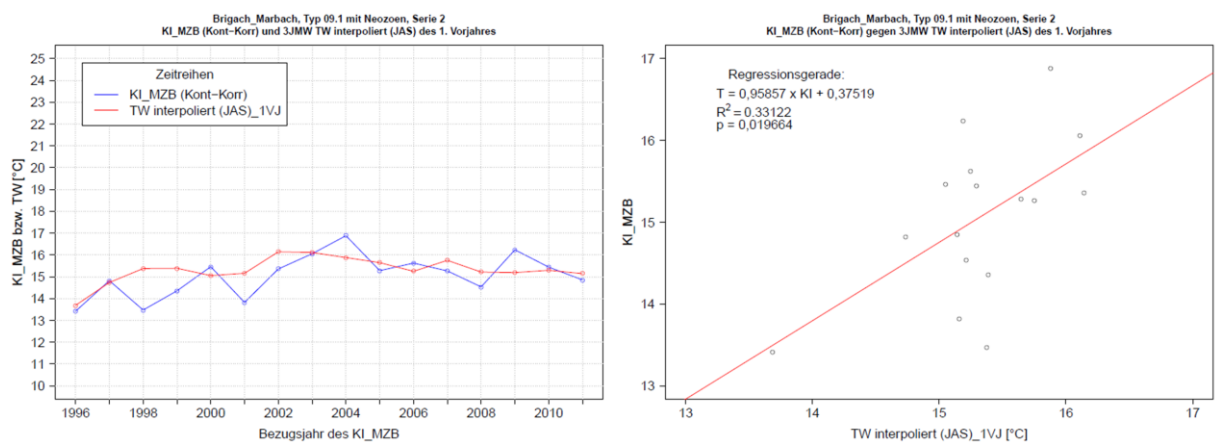 Brigach_Marbach, Typ 09.1 mit Neozoen, Serie 2
KI_MZB (Kont−Korr) und 3JMW TW interpoliert (JAS) des 1. Vorjahres
KI_MZB bzw. TW [°C]
25
24
23
22
21
20
19
18
17
16
15
14
13
12
11
10
Zeitreihen
KI_MZB (Kont−Korr)
TW interpoliert (JAS)_1VJ
1996
1998
2000
2002
2004
2006
2008
2010
Bezugsjahr des KI_MZB
Brigach_Marbach, Typ 09.1 mit Neozoen, Serie 2
KI_MZB (Kont−Korr) gegen 3JMW TW interpoliert (JAS) des 1. Vorjahres
KI_MZB
17
16
15
14
13
Regressionsgerade:
T = 0,95857 x KI + 0,37519
R² = 0.33122
p = 0,019664
13
14
15
16
17
TW interpoliert (JAS)_1VJ [°C]